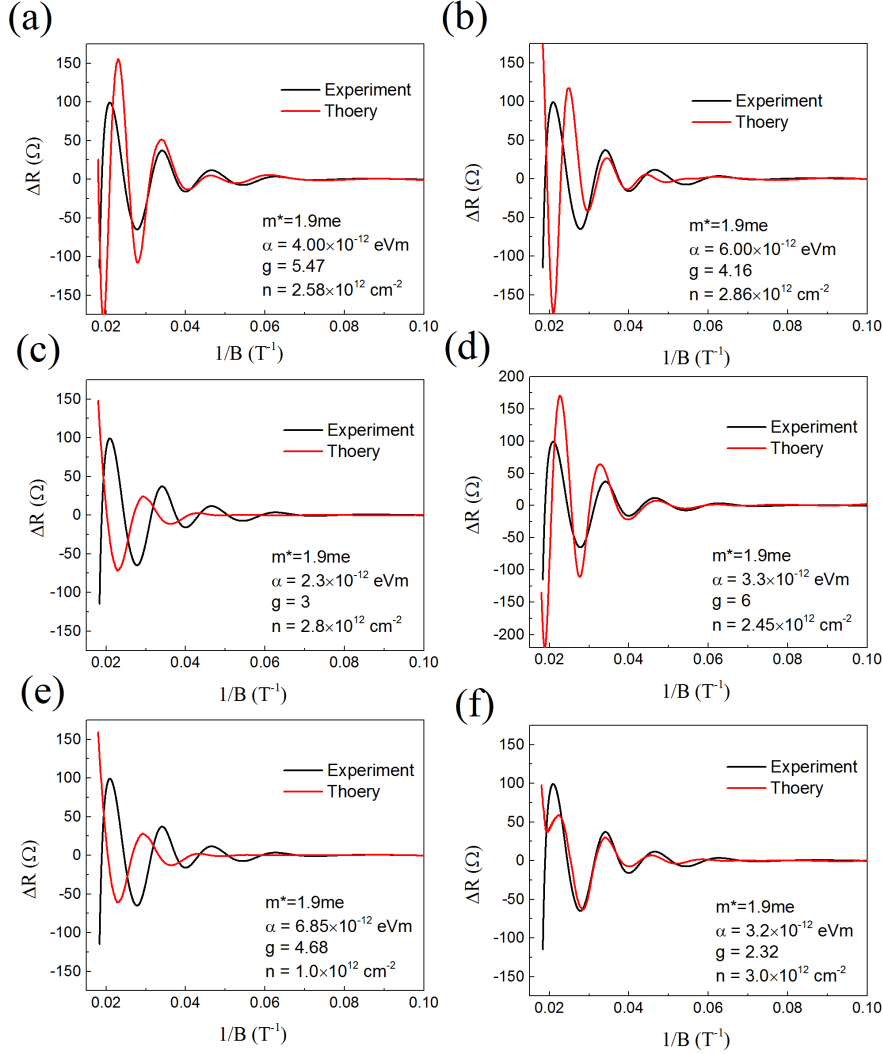 (a)
150
100
50
0
-50
-100
-150
ΔR (Ω)
Experiment
Thoery
m*=1.9me
α = 4.00×10⁻¹² eVm
g = 5.47
n = 2.58×10¹² cm⁻²
0.02 0.04 0.06 0.08 0.10
1/B (T⁻¹)
(b)
150
100
50
0
-50
-100
-150
ΔR (Ω)
Experiment
Thoery
m*=1.9me
α = 6.00×10⁻¹² eVm
g = 4.16
n = 2.86×10¹² cm⁻²
0.02 0.04 0.06 0.08 0.10
1/B (T⁻¹)
(c)
150
100
50
0
-50
-100
-150
ΔR (Ω)
Experiment
Thoery
m*=1.9me
α = 2.3×10⁻¹² eVm
g = 3
n = 2.8×10¹² cm⁻²
0.02 0.04 0.06 0.08 0.10
1/B (T⁻¹)
(d)
200
150
100
50
0
-50
-100
-150
-200
ΔR (Ω)
Experiment
Thoery
m*=1.9me
α = 3.3×10⁻¹² eVm
g = 6
n = 2.45×10¹² cm⁻²
0.02 0.04 0.06 0.08 0.10
1/B (T⁻¹)
(e)
150
100
50
0
-50
-100
-150
ΔR (Ω)
Experiment
Thoery
m*=1.9me
α = 6.85×10⁻¹² eVm
g = 4.68
n = 1.0×10¹² cm⁻²
0.02 0.04 0.06 0.08 0.10
1/B (T⁻¹)
(f)
150
100
50
0
-50
-100
-150
ΔR (Ω)
Experiment
Thoery
m*=1.9me
α = 3.2×10⁻¹² eVm
g = 2.32
n = 3.0×10¹² cm⁻²
0.02 0.04 0.06 0.08 0.10
1/B (T⁻¹)